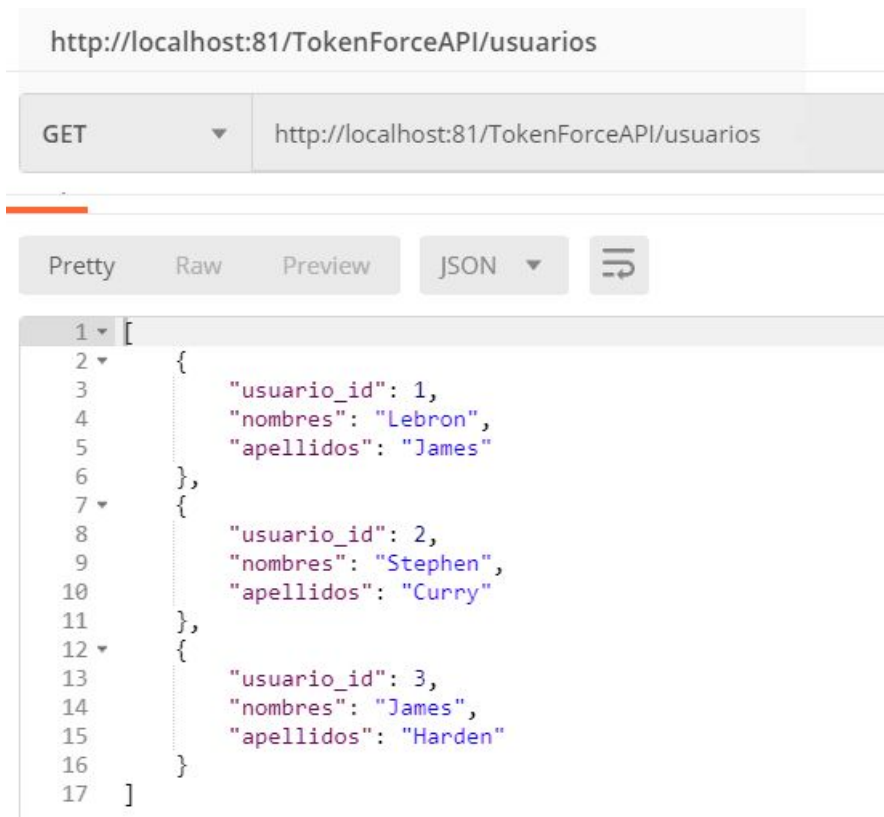 http://localhost:81/TokenForceAPI/usuarios
GET http://localhost:81/TokenForceAPI/usuarios
Pretty Raw Preview JSON
1 [
2 {
3 "usuario_id": 1,
4 "nombres": "Lebron",
5 "apellidos": "James"
6 },
7 {
8 "usuario_id": 2,
9 "nombres": "Stephen",
10 "apellidos": "Curry"
11 },
12 {
13 "usuario_id": 3,
14 "nombres": "James",
15 "apellidos": "Harden"
16 }
17 ]